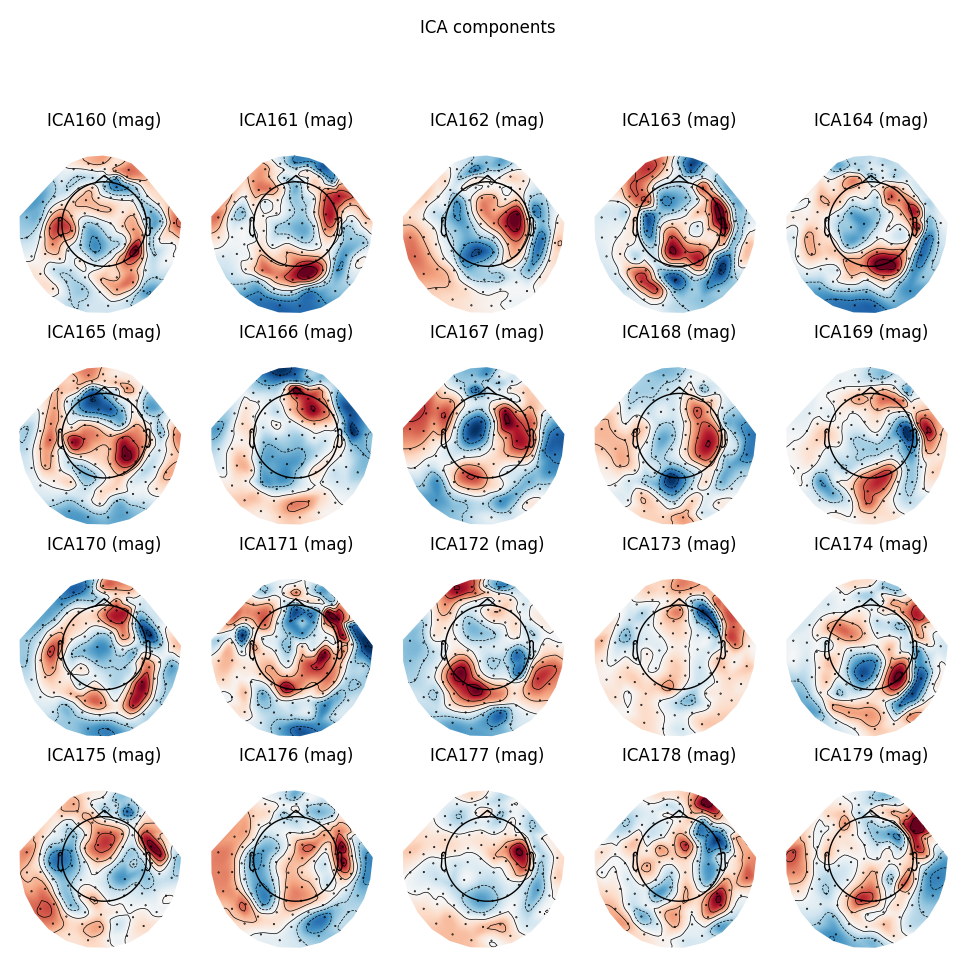 ICA components
ICA160 (mag) ICA161 (mag) ICA162 (mag) ICA163 (mag) ICA164 (mag)
ICA165 (mag) ICA166 (mag) ICA167 (mag) ICA168 (mag) ICA169 (mag)
ICA170 (mag) ICA171 (mag) ICA172 (mag) ICA173 (mag) ICA174 (mag)
ICA175 (mag) ICA176 (mag) ICA177 (mag) ICA178 (mag) ICA179 (mag)